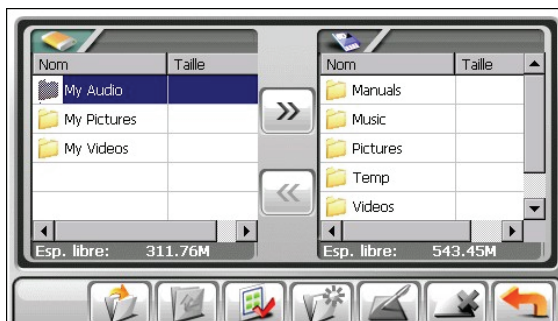 Nom Taille
My Audio
My Pictures
My Videos
Esp. libre: 311.76M
Nom Taille
Manuals
Music
Pictures
Temp
Videos
Esp. libre: 543.45M